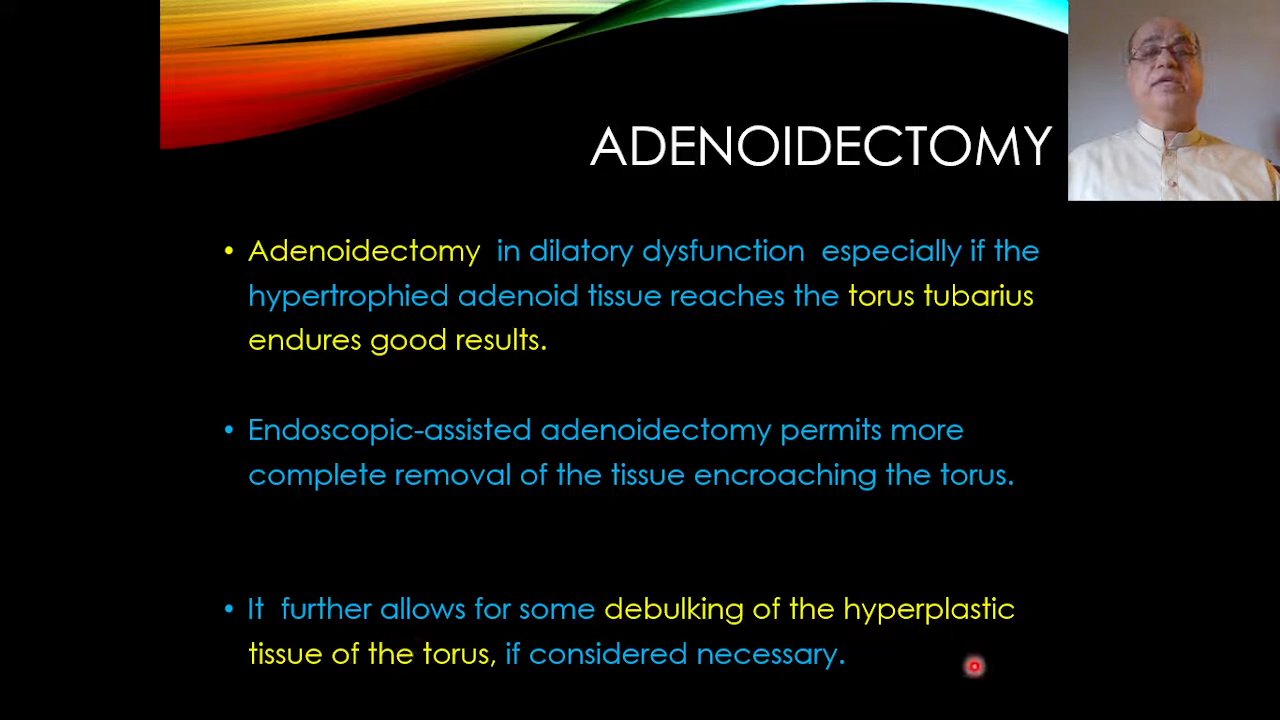 ADENOIDECTOMY
• Adenoidectomy in dilatory dysfunction especially if the
hypertrophied adenoid tissue reaches the torus tubarius
endures good results.
• Endoscopic-assisted adenoidectomy permits more
complete removal of the tissue encroaching the torus.
• It further allows for some debulking of the hyperplastic
tissue of the torus, if considered necessary.